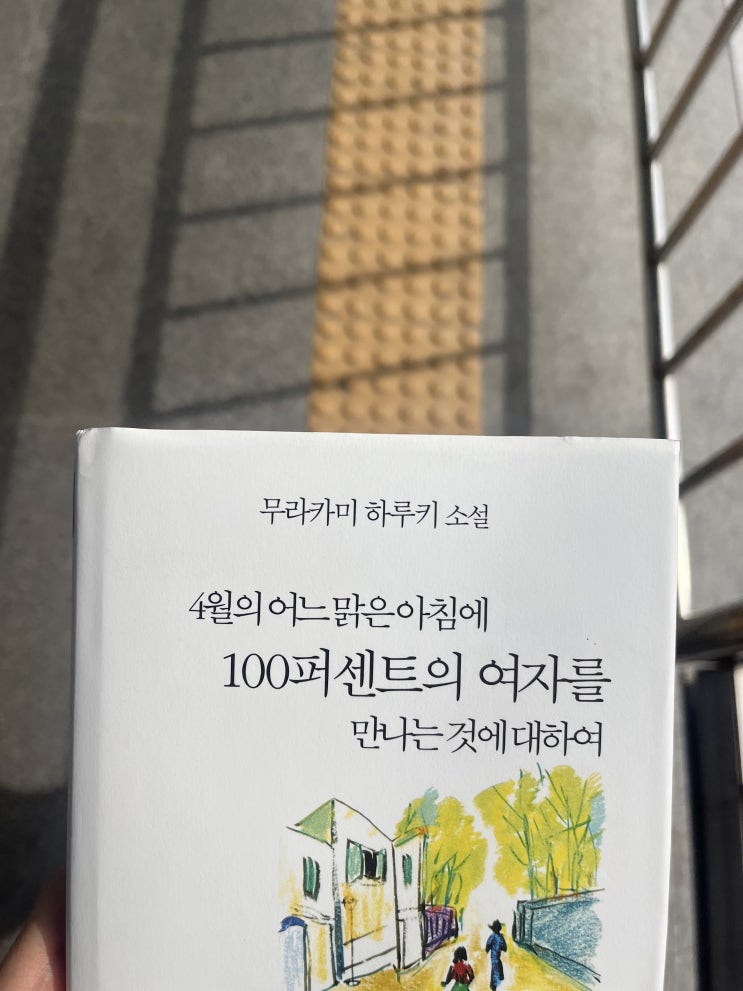 무라카미 하루키 소설
4월의 어느 맑은 아침에
100퍼센트의 여자를
만나는 것에 대하여